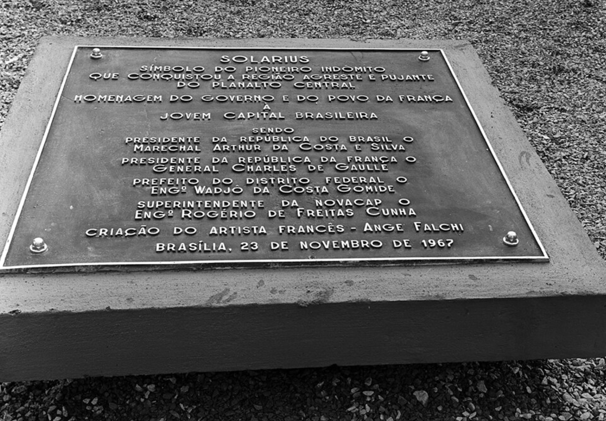 SOLARIUS
SÍMBOLO DO PIONEIRO INDÔMITO
QUE CONQUISTOU A REGIÃO AGRESTE E PUJANTE
DO PLANALTO CENTRAL
HOMENAGEM DO GOVERNO E DO POVO DA FRANÇA
À
JOVEM CAPITAL BRASILEIRA
SENDO
PRESIDENTE DA REPÚBLICA DO BRASIL O
MARECHAL ARTHUR DA COSTA E SILVA
PRESIDENTE DA REPÚBLICA DA FRANÇA O
GENERAL CHARLES DE GAULLE
PREFEITO DO DISTRITO FEDERAL O
ENGº WADJO DA COSTA GOMIDE
SUPERINTENDENTE DA NOVACAP O
ENGº ROGÉRIO DE FREITAS CUNHA
CRIAÇÃO DO ARTISTA FRANCÊS - ANGE FALCHI
BRASÍLIA, 23 DE NOVEMBRO DE 1967